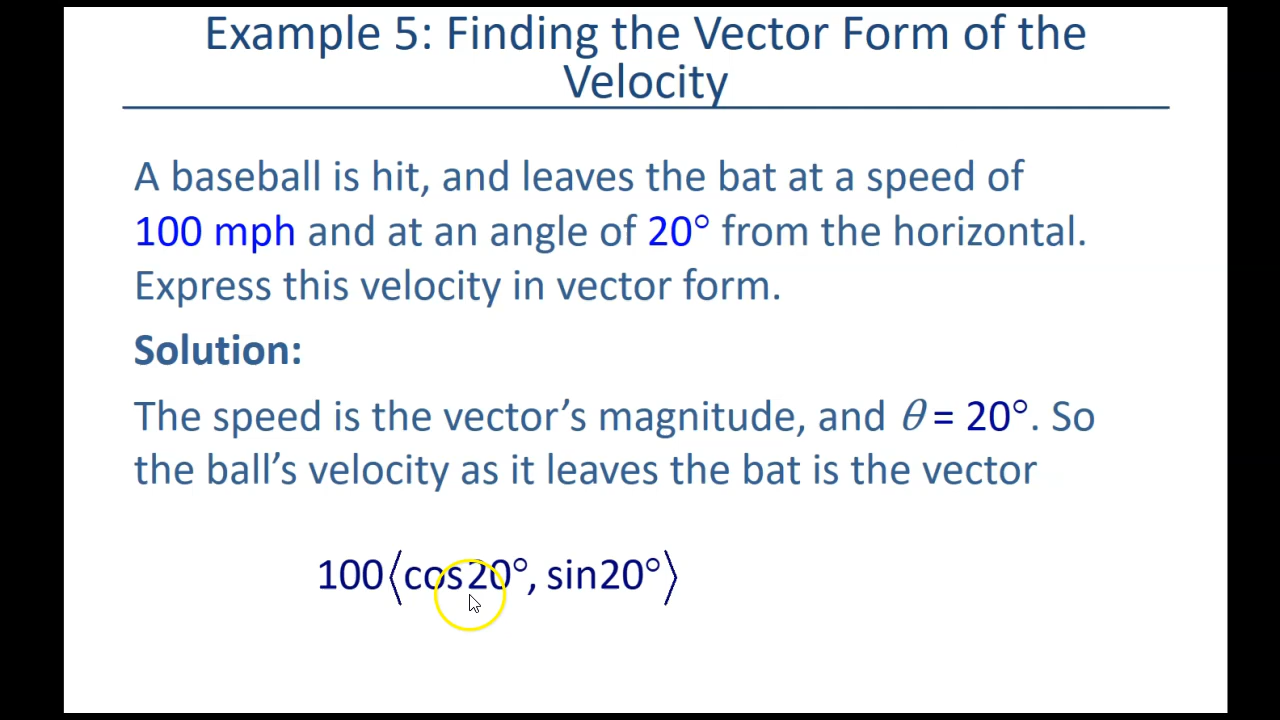 Example 5: Finding the Vector Form of the
Velocity
A baseball is hit, and leaves the bat at a speed of
100 mph and at an angle of 20° from the horizontal.
Express this velocity in vector form.
Solution:
The speed is the vector’s magnitude, and θ = 20°. So
the ball’s velocity as it leaves the bat is the vector
100⟨cos20°, sin20°⟩